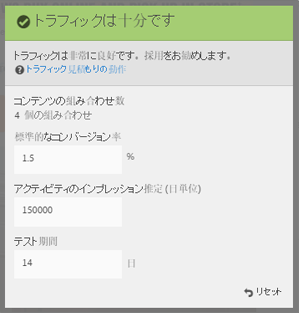 トラフィックは十分です
トラフィックは非常に良好です。採用をお勧めします。
トラフィック見積もりの動作
コンテンツの組み合わせ数
4 個の組み合わせ
標準的なコンバージョン率
1.5 %
アクティビティのインプレッション推定 (日単位)
150000
テスト期間
14 日
リセット